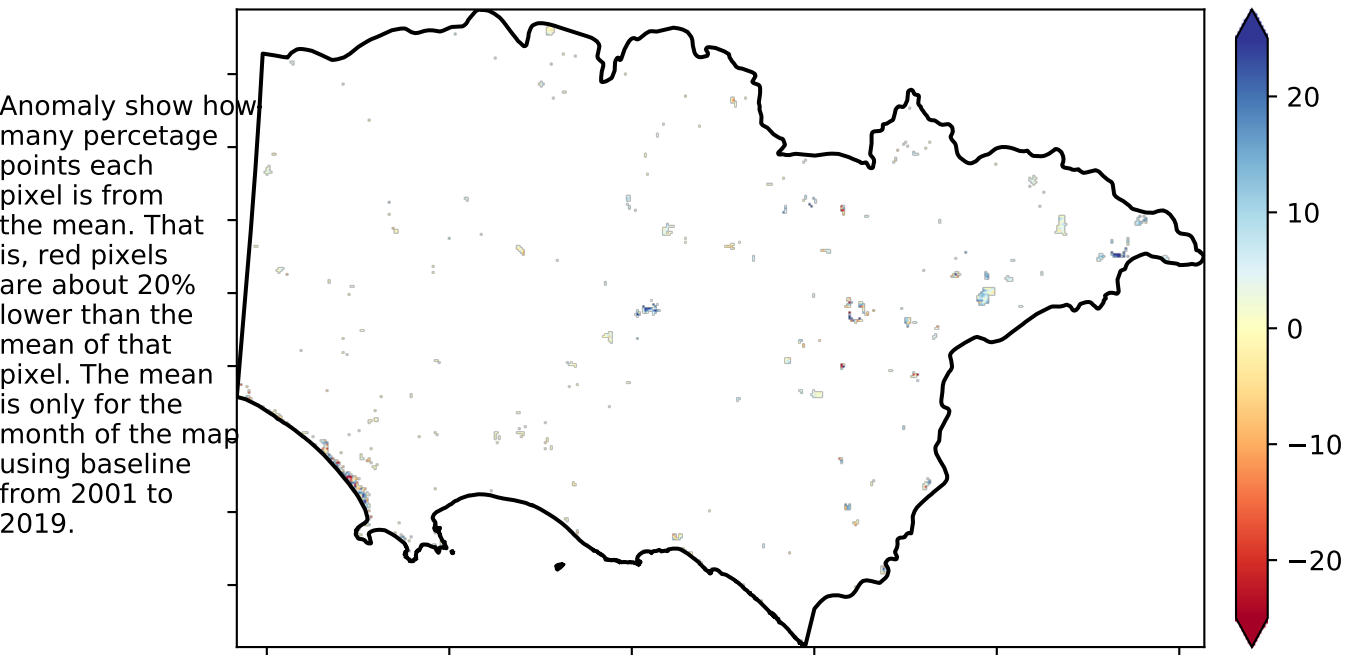 Anomaly show how
many percetage
points each
pixel is from
the mean. That
is, red pixels
are about 20%
lower than the
mean of that
pixel. The mean
is only for the
month of the map
using baseline
from 2001 to
2019.
20
10
0
−10
−20